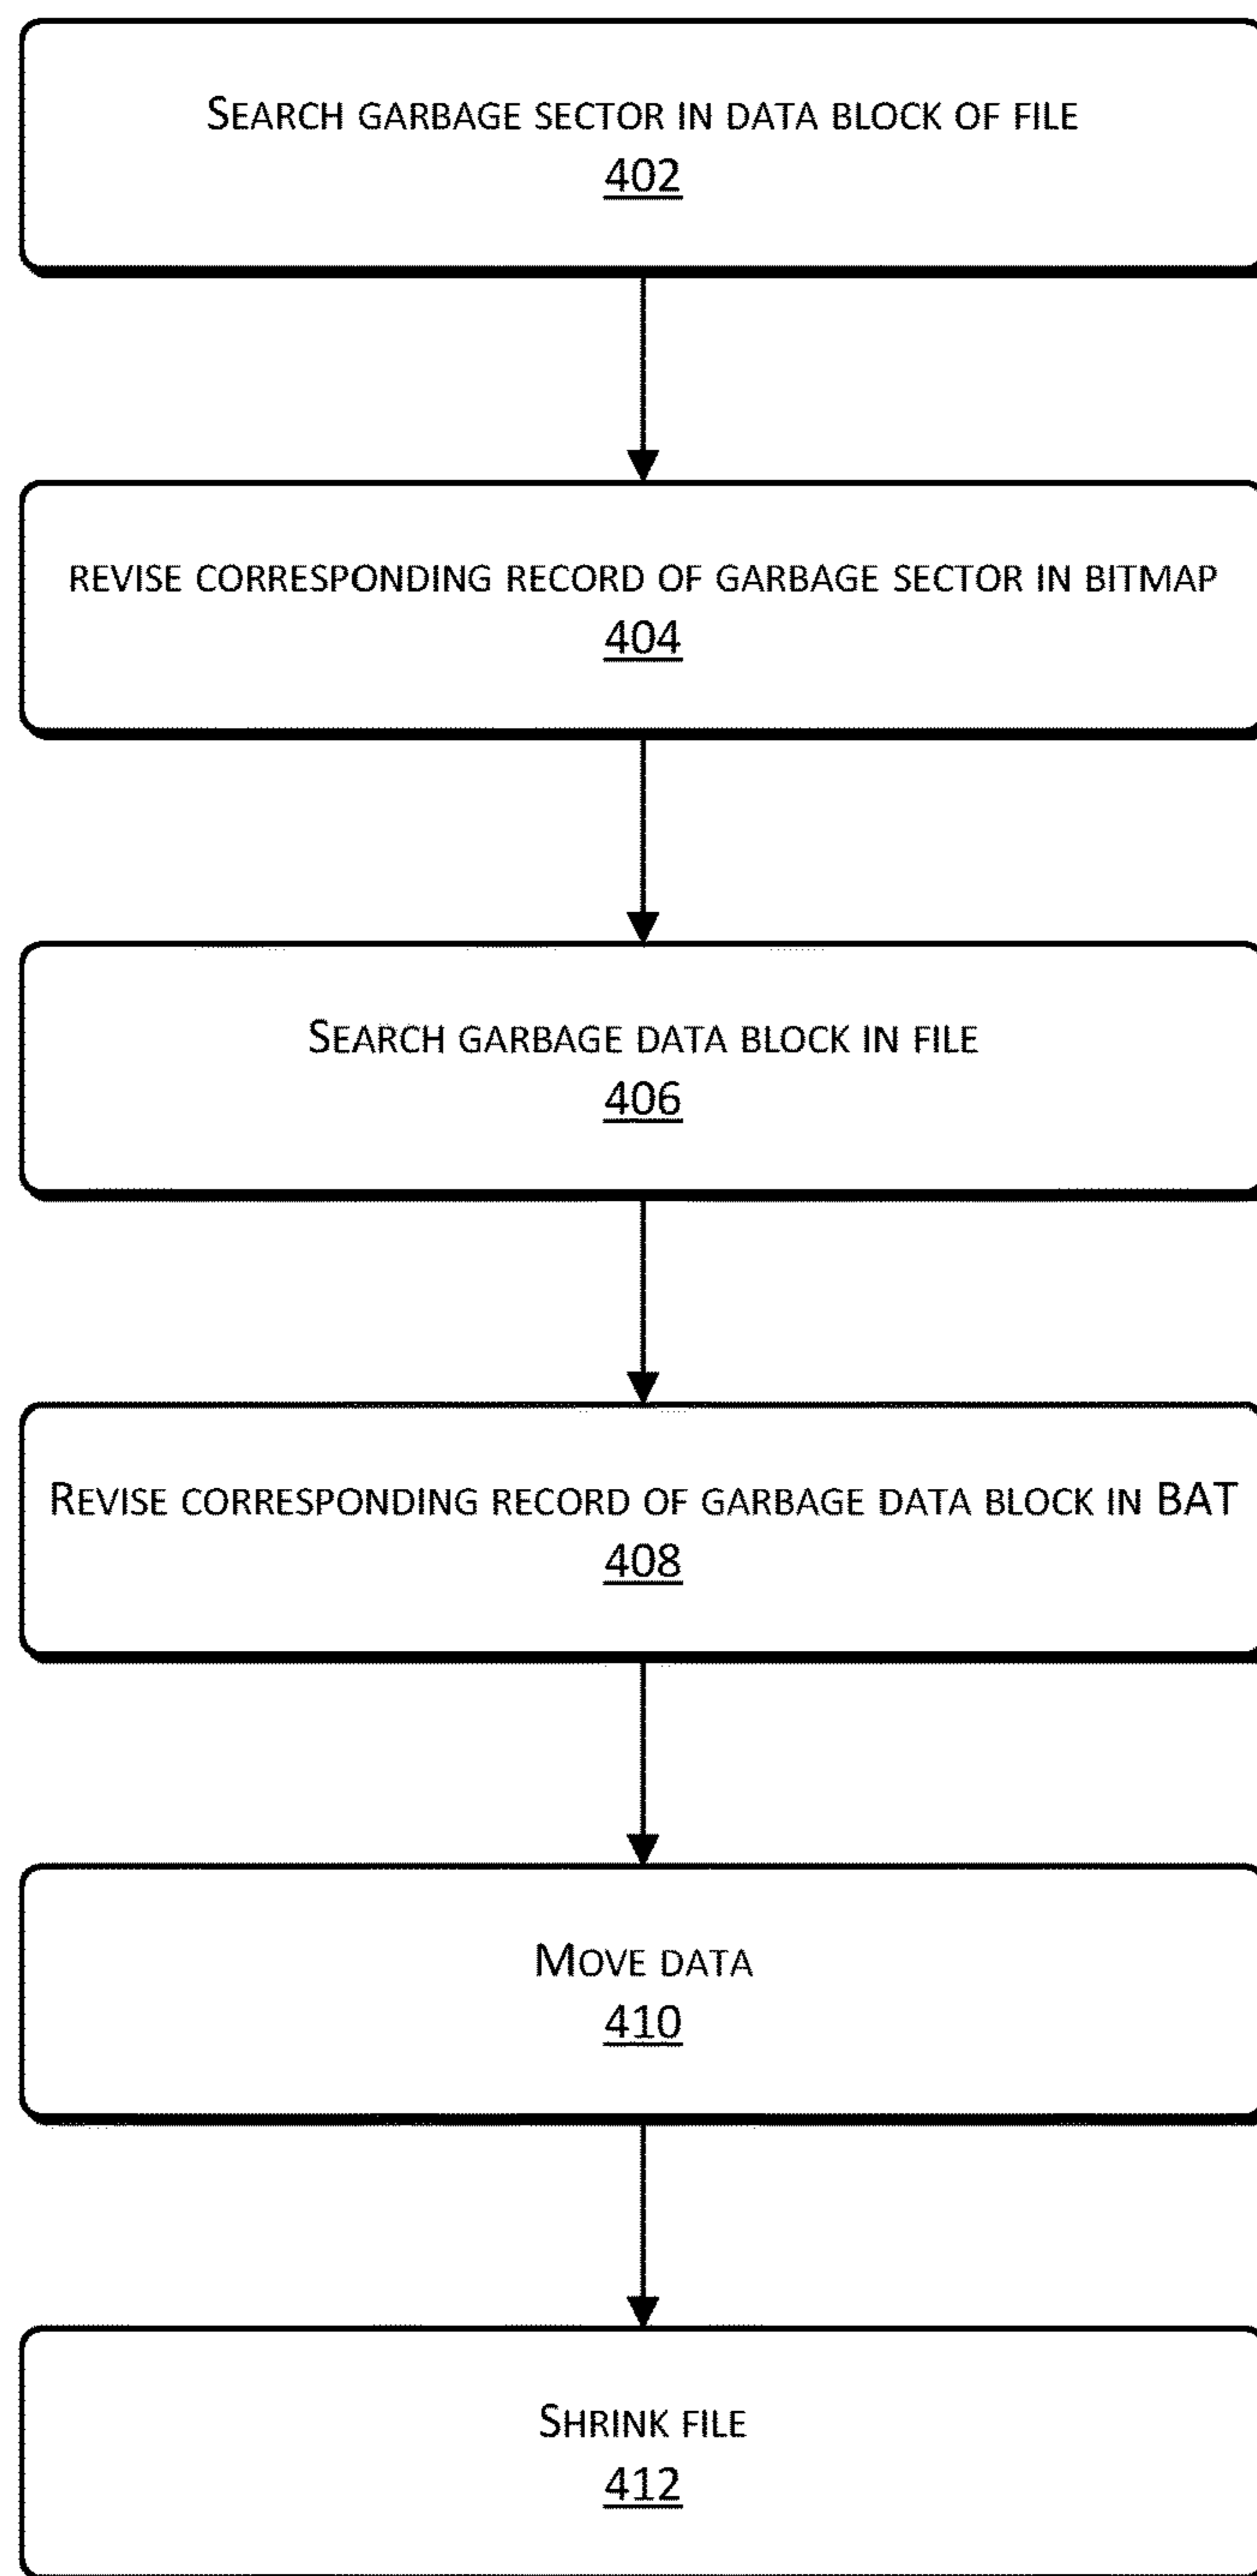 SEARCH GARBAGE SECTOR IN DATA BLOCK OF FILE
402
REVISE CORRESPONDING RECORD OF GARBAGE SECTOR IN BITMAP
404
SEARCH GARBAGE DATA BLOCK IN FILE
406
REVISE CORRESPONDING RECORD OF GARBAGE DATA BLOCK IN BAT
408
MOVE DATA
410
SHRINK FILE
412